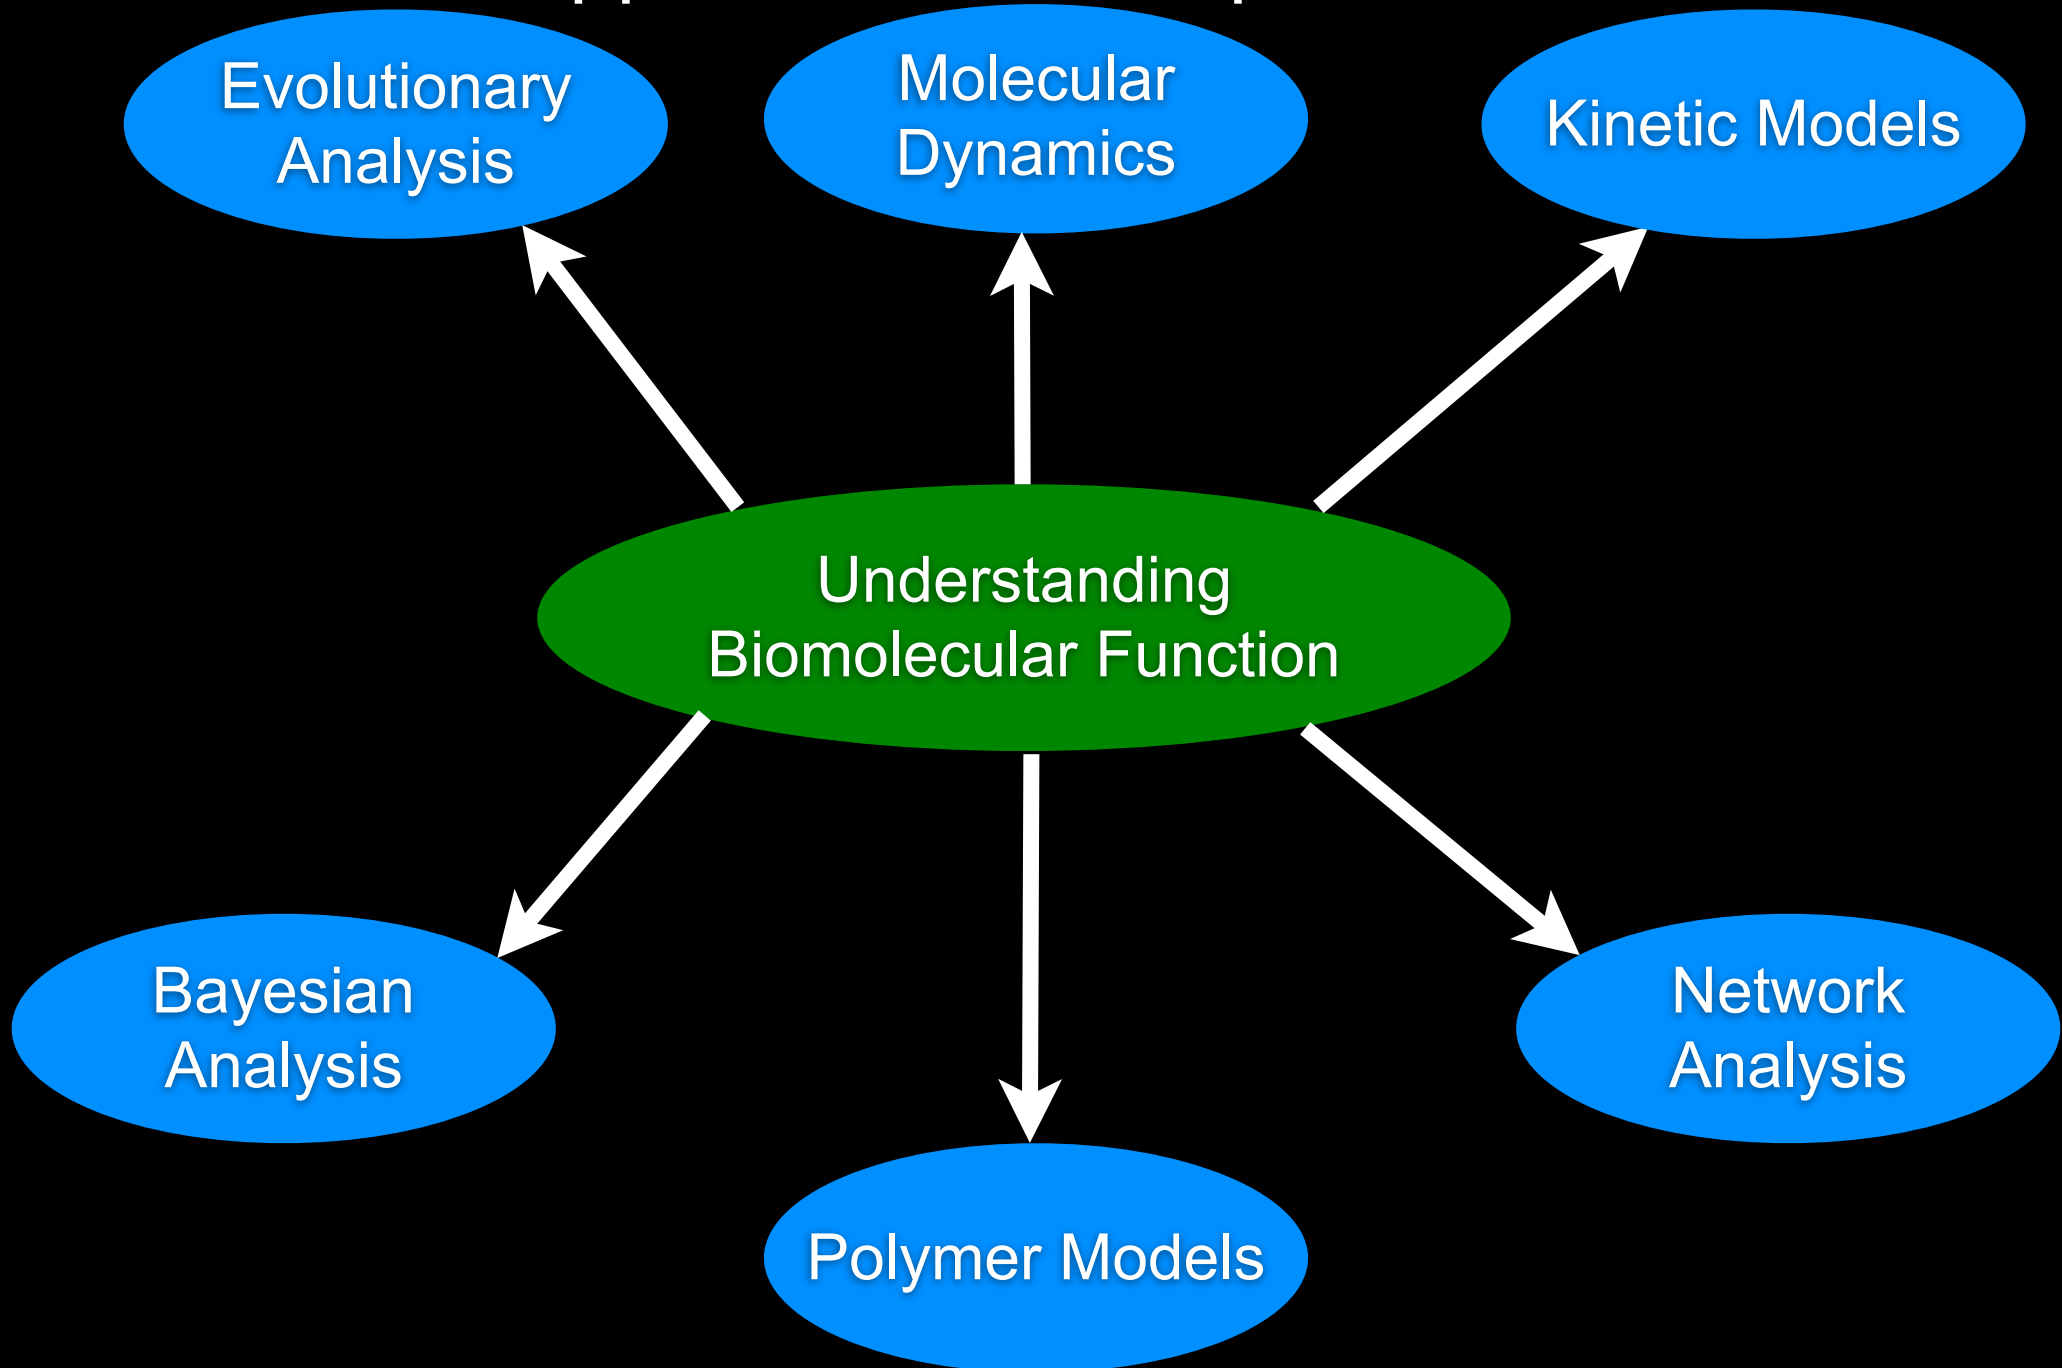 Evolutionary
Analysis
Molecular
Dynamics
Kinetic Models
Understanding
Biomolecular Function
Bayesian
Analysis
Network
Analysis
Polymer Models